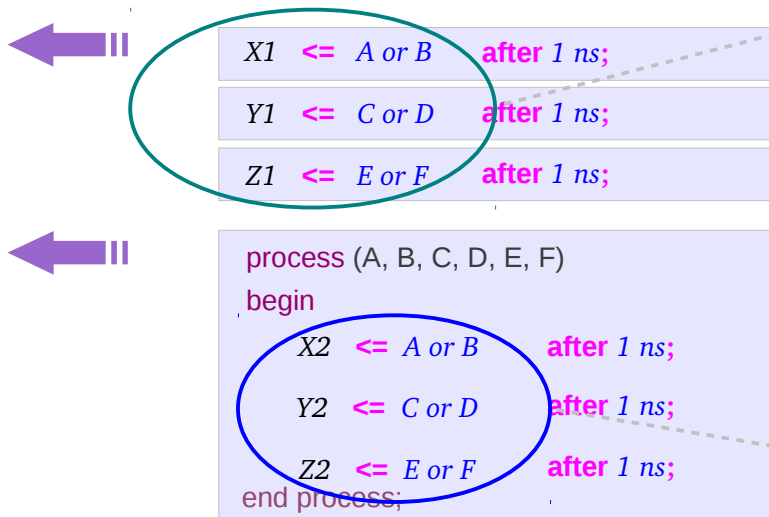 X1 <= A or B after 1 ns;
Y1 <= C or D after 1 ns;
Z1 <= E or F after 1 ns;
process (A, B, C, D, E, F)
begin
X2 <= A or B after 1 ns;
Y2 <= C or D after 1 ns;
Z2 <= E or F after 1 ns;
end process;